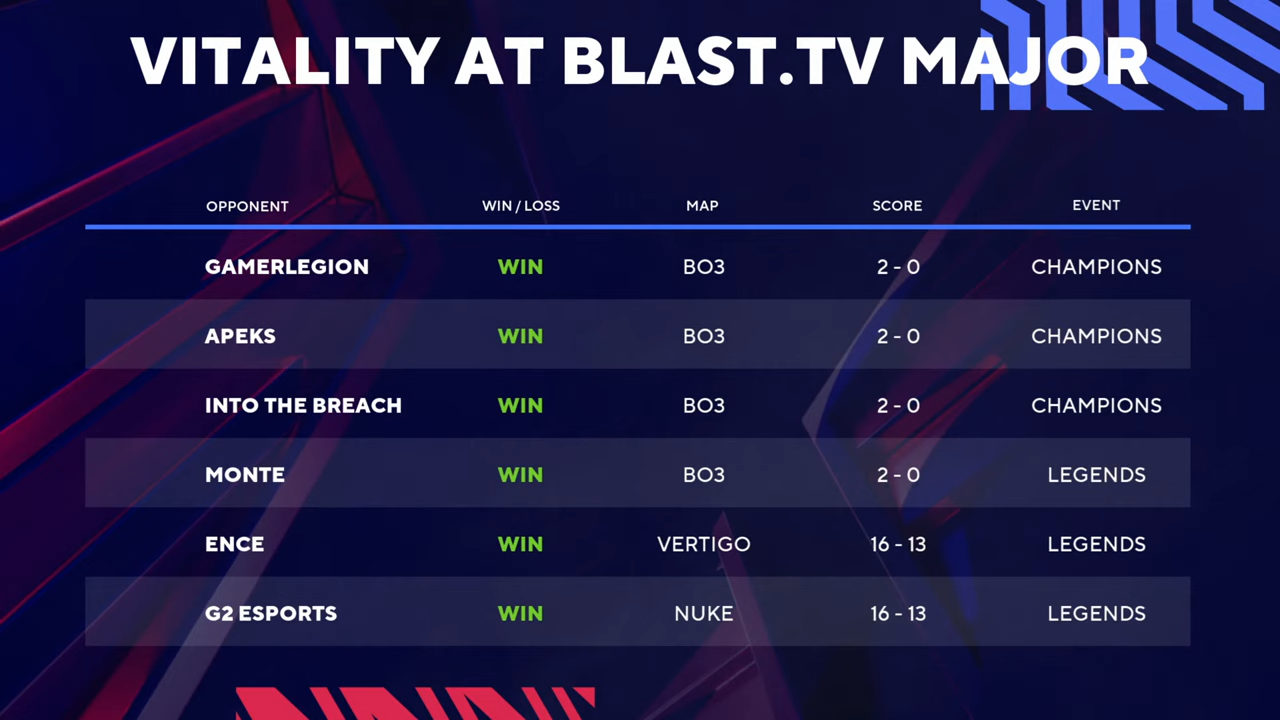 VITALITY AT BLAST.TV MAJOR
OPPONENT WIN / LOSS MAP SCORE EVENT
GAMERLEGION WIN BO3 2 - 0 CHAMPIONS
APEKS WIN BO3 2 - 0 CHAMPIONS
INTO THE BREACH WIN BO3 2 - 0 CHAMPIONS
MONTE WIN BO3 2 - 0 LEGENDS
ENCE WIN VERTIGO 16 - 13 LEGENDS
G2 ESPORTS WIN NUKE 16 - 13 LEGENDS